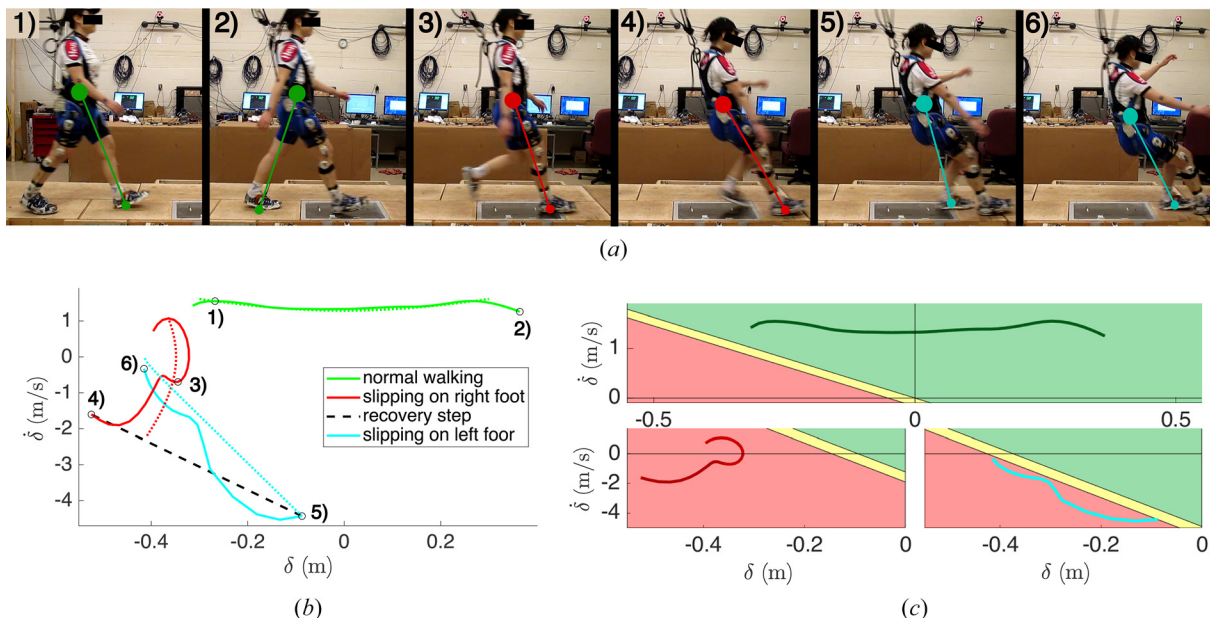 1) 2) 3) 4) 5) 6)
(a)
δ̇ (m/s)
1
0
-1
-2
-3
-4
1)
2)
6)
3)
4)
5)
normal walking
slipping on right foot
recovery step
slipping on left foor
-0.4 -0.2 0 0.2
δ (m)
(b)
δ̇ (m/s)
1
0
-0.5 0 0.5
δ̇ (m/s)
0
-2
-4
0
-2
-4
-0.4 -0.2 0
-0.4 -0.2 0
δ (m) δ (m)
(c)